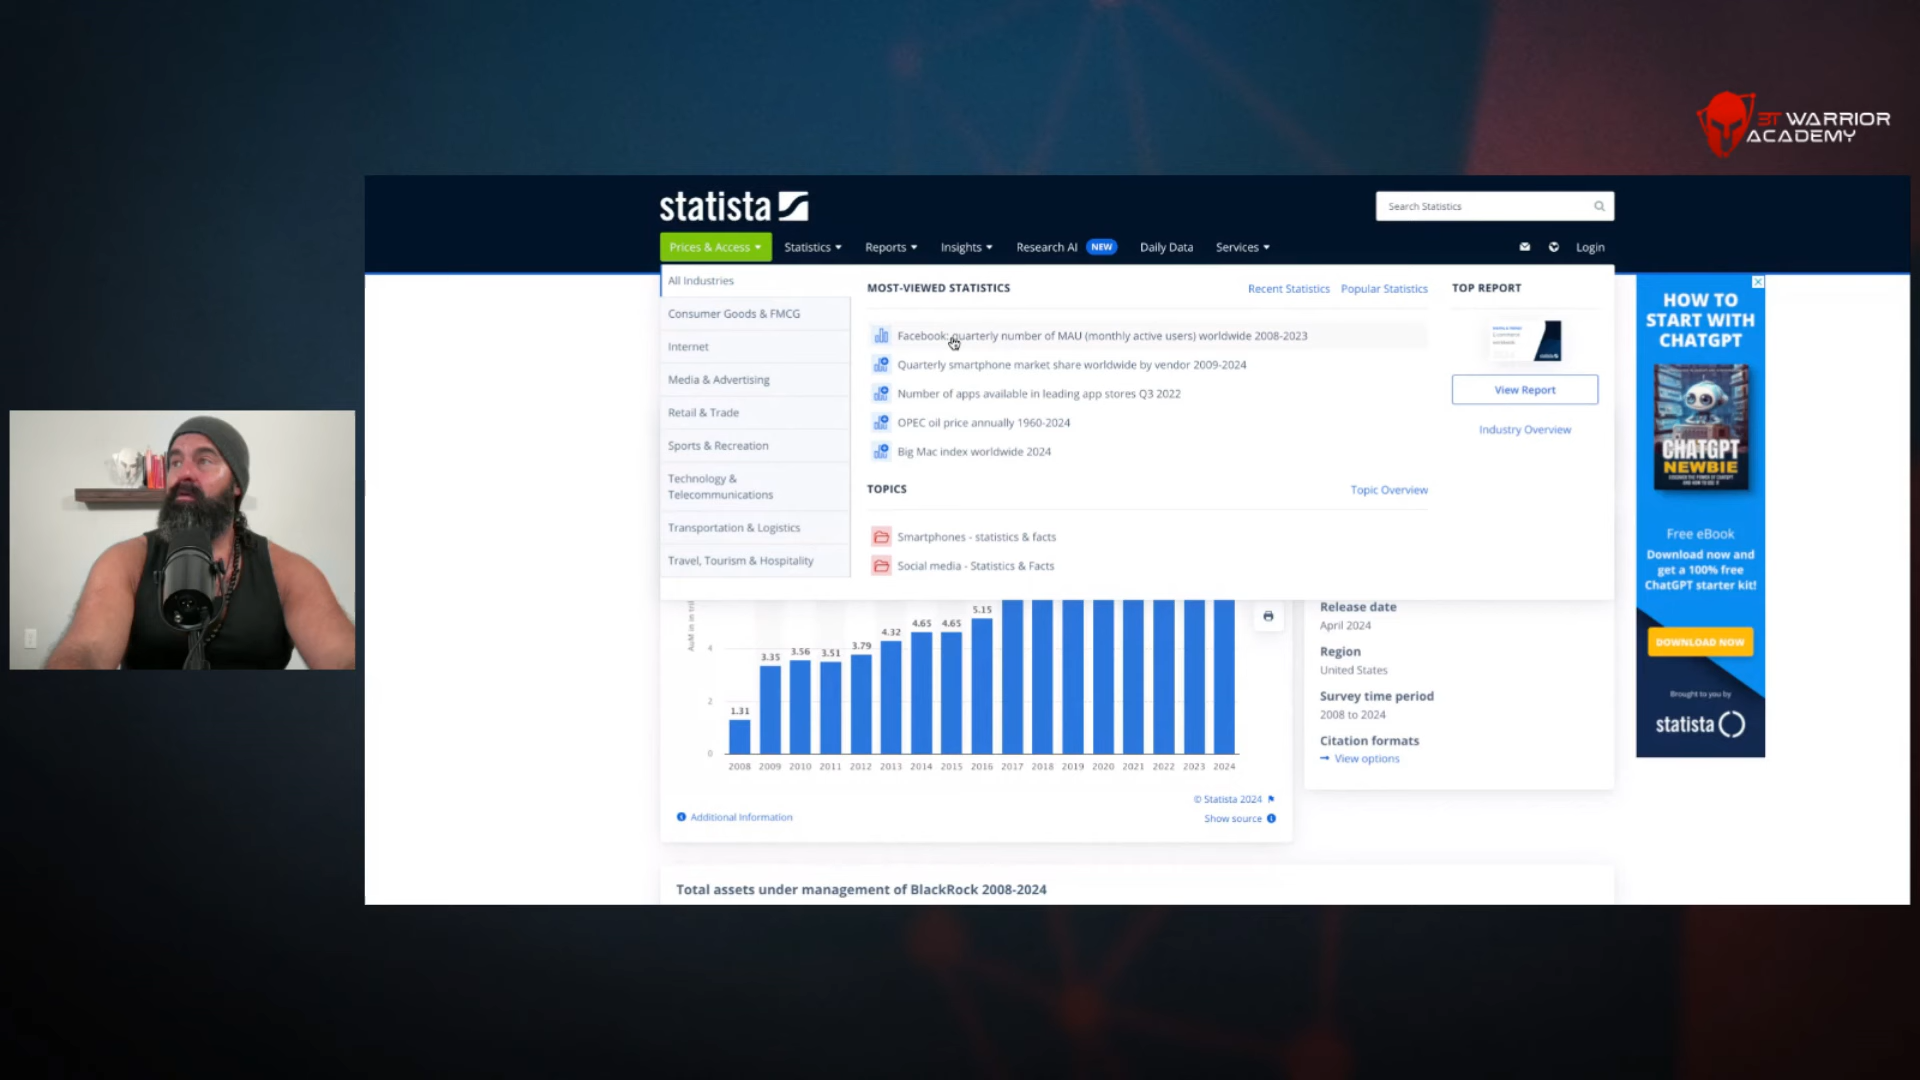 3T WARRIOR
ACADEMY
statista
Search Statistics
Prices & Access
Statistics
Reports
Insights
Research AI
NEW
Daily Data
Services
Login
All Industries
Consumer Goods & FMCG
Internet
Media & Advertising
Retail & Trade
Sports & Recreation
Technology &
Telecommunications
Transportation & Logistics
Travel, Tourism & Hospitality
MOST-VIEWED STATISTICS
Recent Statistics
Popular Statistics
Facebook: quarterly number of MAU (monthly active users) worldwide 2008-2023
Quarterly smartphone market share worldwide by vendor 2009-2024
Number of apps available in leading app stores Q3 2022
OPEC oil price annually 1960-2024
Big Mac index worldwide 2024
TOPICS
Topic Overview
Smartphones - statistics & facts
Social media - Statistics & Facts
TOP REPORT
View Report
Industry Overview
HOW TO
START WITH
CHATGPT
CHATGPT
NEWBIE
Free eBook
Download now and
get a 100% free
ChatGPT starter kit!
DOWNLOAD NOW
Brought to you by
statista
AuM in
4
2
0
1.31
3.35
3.56
3.51
3.79
4.32
4.65
4.65
5.15
2008
2009
2010
2011
2012
2013
2014
2015
2016
2017
2018
2019
2020
2021
2022
2023
2024
© Statista 2024
Additional Information
Show source
Release date
April 2024
Region
United States
Survey time period
2008 to 2024
Citation formats
→ View options
Total assets under management of BlackRock 2008-2024